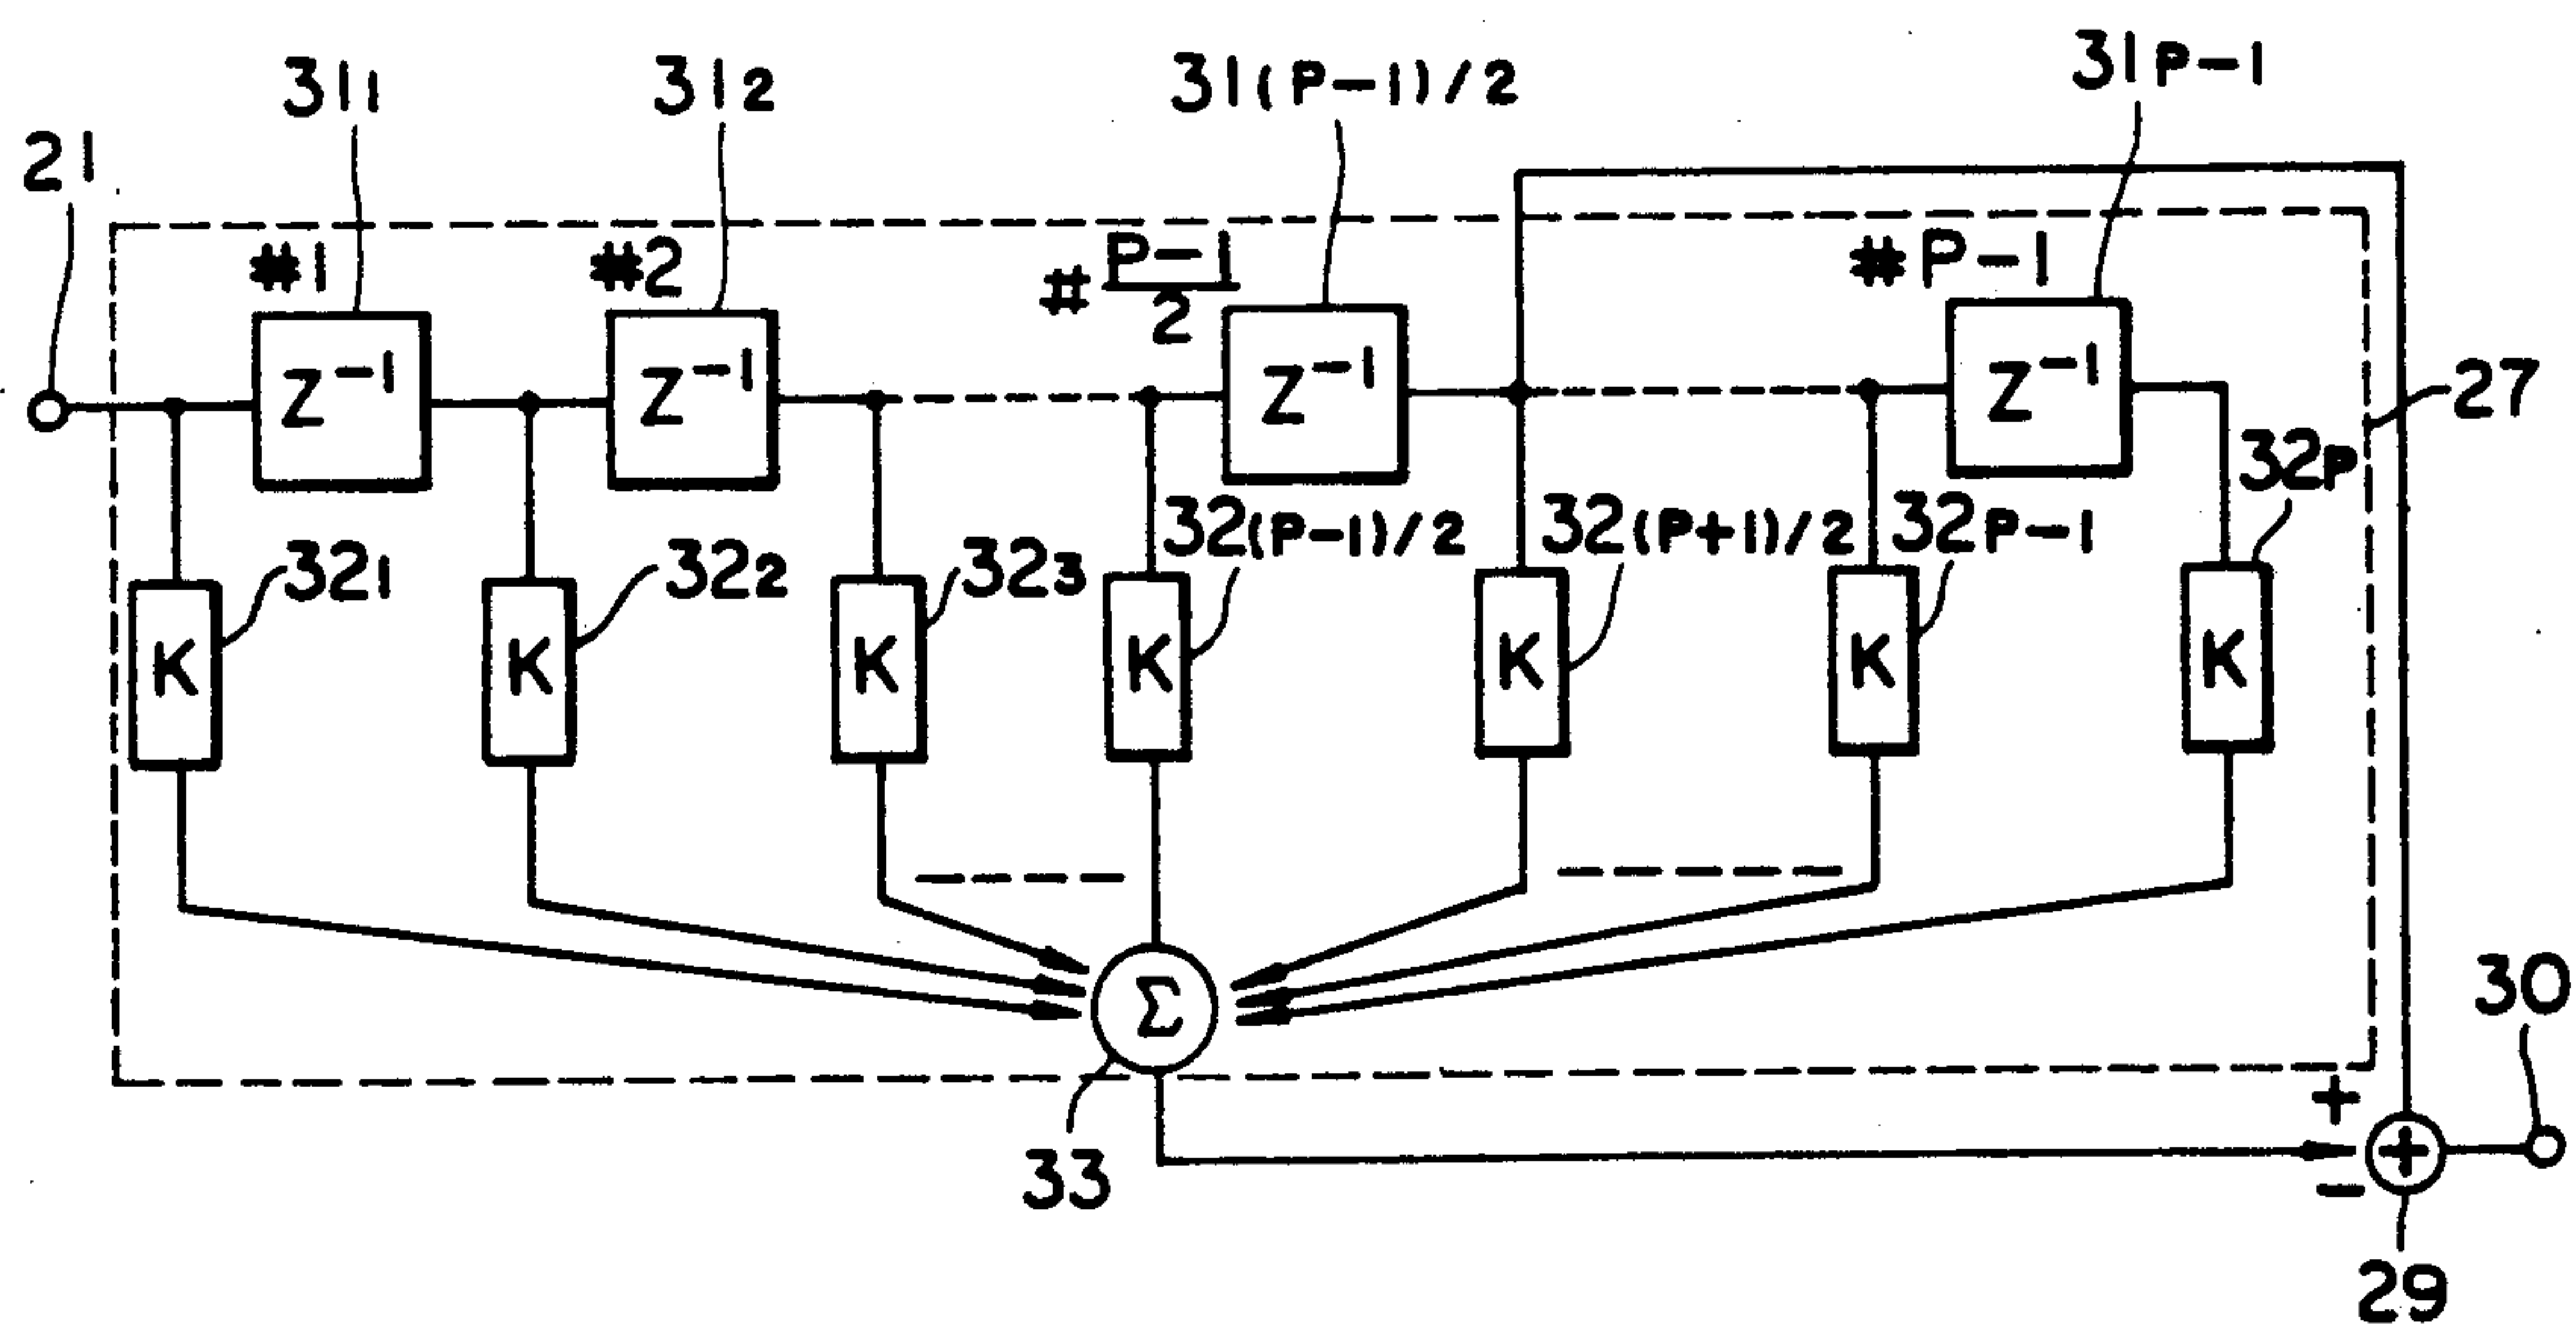 21
31₁
31₂
31(P-1)/2
31P-1
#1
#2
# P-1/2
#P-1
Z⁻¹
Z⁻¹
Z⁻¹
Z⁻¹
27
32₁
32₂
32₃
32(P-1)/2
32(P+1)/2
32P-1
32P
K
K
K
K
K
K
K
Σ
33
+
+
−
30
29